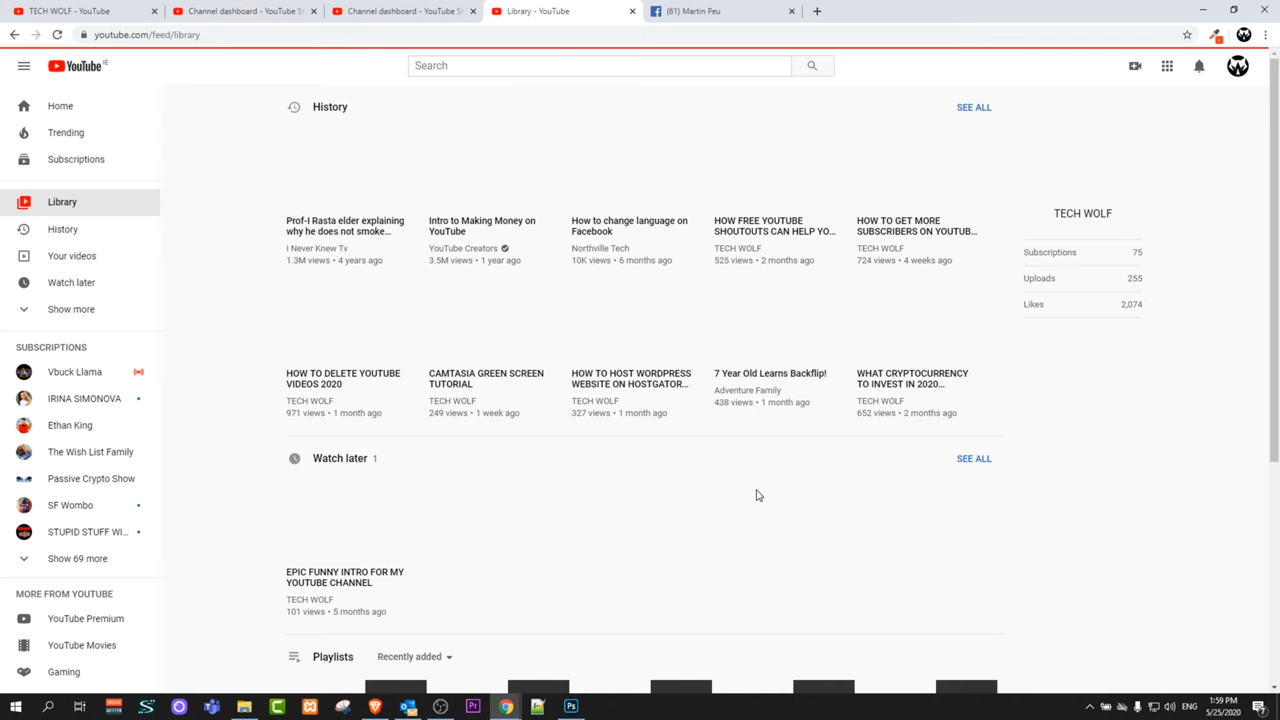 TECH WOLF - YouTube
Channel dashboard - YouTube St
Channel dashboard - YouTube St
Library - YouTube
(61) Martin Peu
youtube.com/feed/library
YouTube IE
Search
Home
Trending
Subscriptions
Library
History
Your videos
Watch later
Show more
SUBSCRIPTIONS
Vbuck Llama
IRINA SIMONOVA
Ethan King
The Wish List Family
Passive Crypto Show
SF Wombo
STUPID STUFF WI...
Show 69 more
MORE FROM YOUTUBE
YouTube Premium
YouTube Movies
Gaming
History
SEE ALL
Prof-I Rasta elder explaining
why he does not smoke...
I Never Knew Tv
1.3M views • 4 years ago
Intro to Making Money on
YouTube
YouTube Creators
3.5M views • 1 year ago
How to change language on
Facebook
Northville Tech
10K views • 6 months ago
HOW FREE YOUTUBE
SHOUTOUTS CAN HELP YO...
TECH WOLF
525 views • 2 months ago
HOW TO GET MORE
SUBSCRIBERS ON YOUTUB...
TECH WOLF
724 views • 4 weeks ago
HOW TO DELETE YOUTUBE
VIDEOS 2020
TECH WOLF
971 views • 1 month ago
CAMTASIA GREEN SCREEN
TUTORIAL
TECH WOLF
249 views • 1 week ago
HOW TO HOST WORDPRESS
WEBSITE ON HOSTGATOR...
TECH WOLF
327 views • 1 month ago
7 Year Old Learns Backflip!
Adventure Family
438 views • 1 month ago
WHAT CRYPTOCURRENCY
TO INVEST IN 2020...
TECH WOLF
652 views • 2 months ago
Watch later 1
SEE ALL
EPIC FUNNY INTRO FOR MY
YOUTUBE CHANNEL
TECH WOLF
101 views • 5 months ago
Playlists Recently added
TECH WOLF
Subscriptions 75
Uploads 255
Likes 2,074
ENG
1:59 PM
5/25/2020